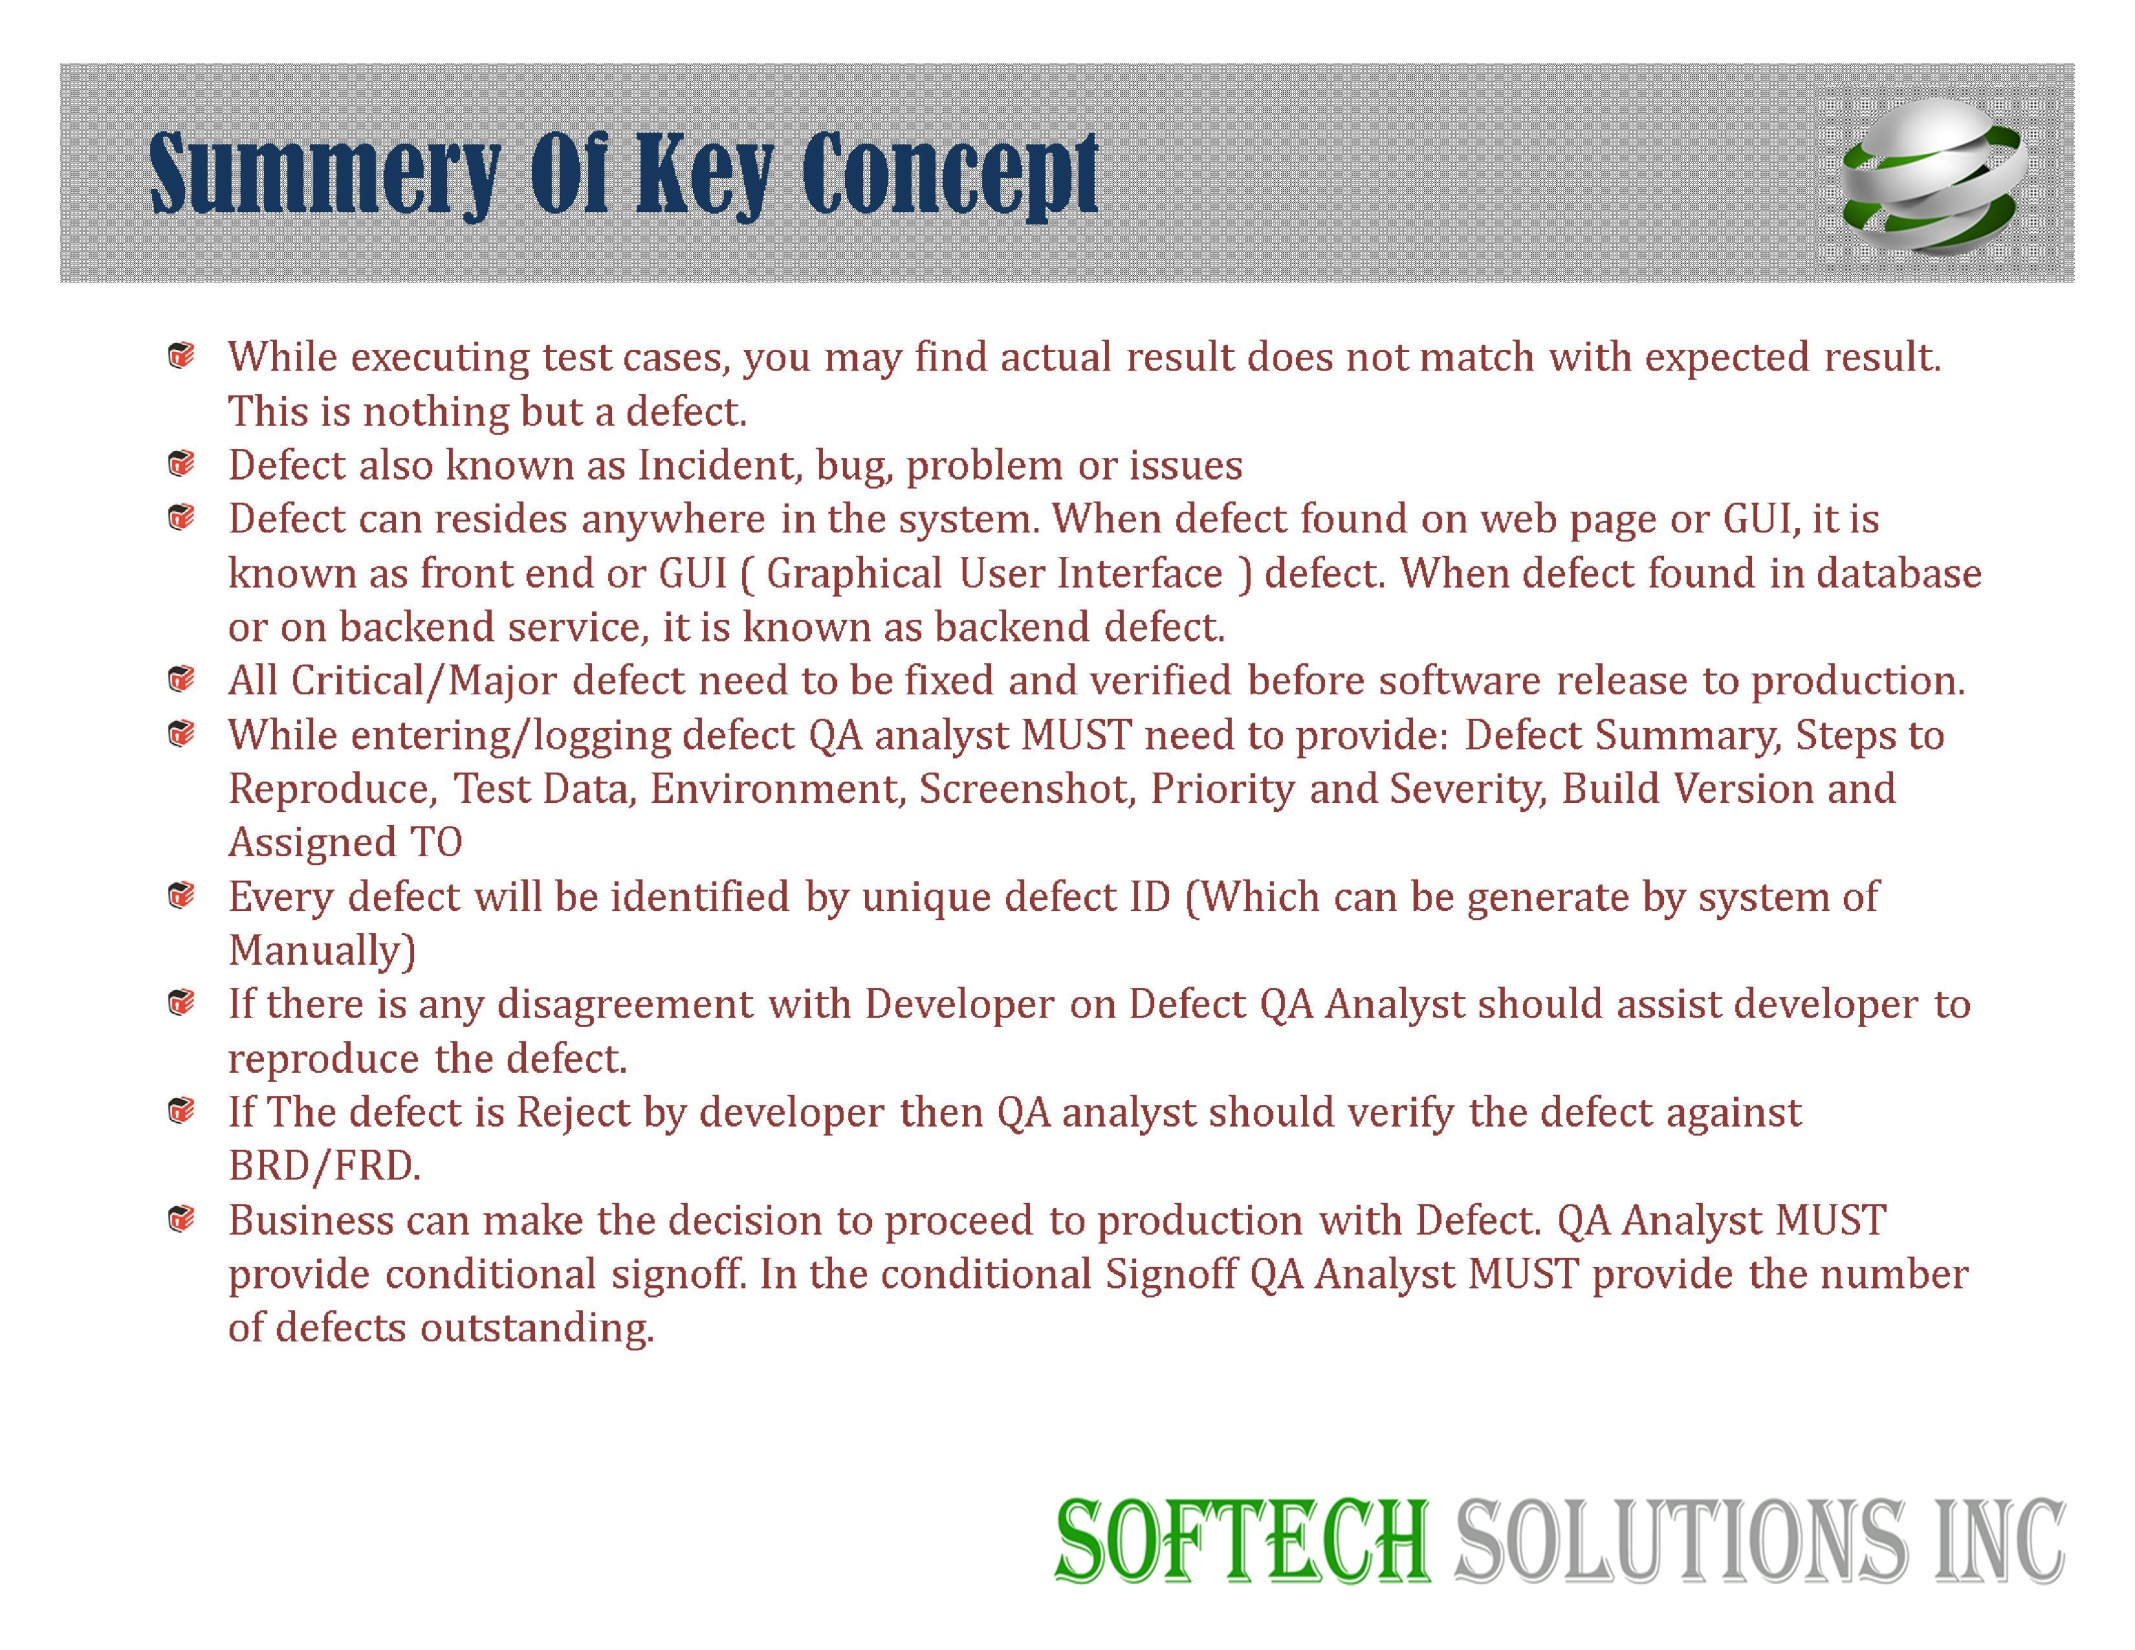 Summery Of Key Concept
While executing test cases, you may find actual result does not match with expected result.
This is nothing but a defect.
Defect also known as Incident, bug, problem or issues
Defect can resides anywhere in the system. When defect found on web page or GUI, it is
known as front end or GUI ( Graphical User Interface ) defect. When defect found in database
or on backend service, it is known as backend defect.
All Critical/Major defect need to be fixed and verified before software release to production.
While entering/logging defect QA analyst MUST need to provide: Defect Summary, Steps to
Reproduce, Test Data, Environment, Screenshot, Priority and Severity, Build Version and
Assigned TO
Every defect will be identified by unique defect ID (Which can be generate by system of
Manually)
If there is any disagreement with Developer on Defect QA Analyst should assist developer to
reproduce the defect.
If The defect is Reject by developer then QA analyst should verify the defect against
BRD/FRD.
Business can make the decision to proceed to production with Defect. QA Analyst MUST
provide conditional signoff. In the conditional Signoff QA Analyst MUST provide the number
of defects outstanding.
SOFTECH SOLUTIONS INC